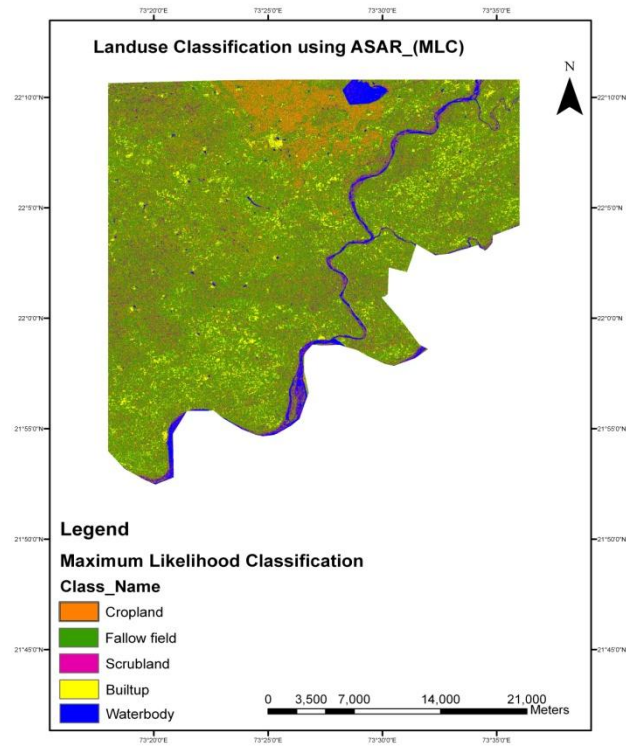 73°20'0"E 73°25'0"E 73°30'0"E 73°35'0"E
Landuse Classification using ASAR_(MLC)
N
22°10'0"N 22°10'0"N
22°5'0"N 22°5'0"N
22°0'0"N 22°0'0"N
21°55'0"N 21°55'0"N
21°50'0"N 21°50'0"N
21°45'0"N 21°45'0"N
Legend
Maximum Likelihood Classification
Class_Name
Cropland
Fallow field
Scrubland
Builtup
Waterbody
0 3,500 7,000 14,000 21,000
Meters
73°20'0"E 73°25'0"E 73°30'0"E 73°35'0"E